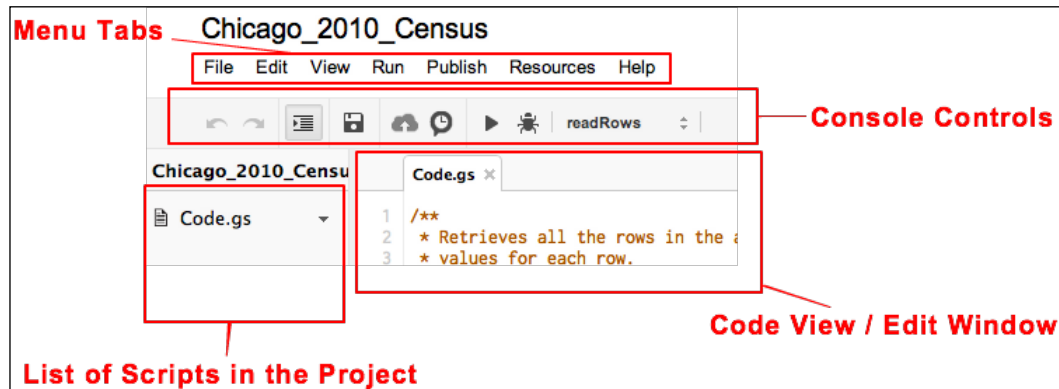 Menu Tabs
Chicago_2010_Census
File Edit View Run Publish Resources Help
readRows
Console Controls
Chicago_2010_Censu
Code.gs
Code.gs ×
1 /**
2 * Retrieves all the rows in the a
3 * values for each row.
Code View / Edit Window
List of Scripts in the Project